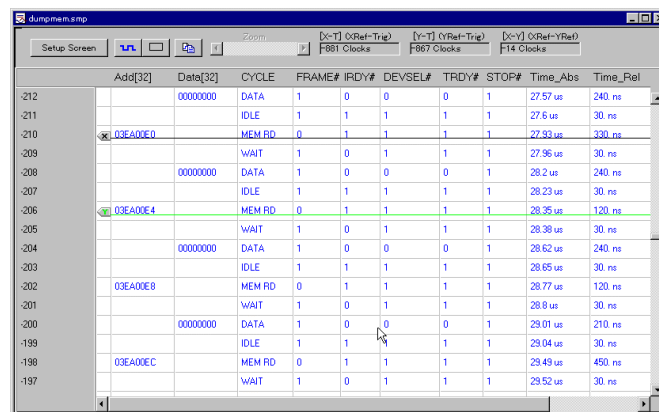 dumpmem.smp
Setup Screen
Zoom
[X-T] (XRef-Trig) [Y-T] (YRef-Trig) [X-Y] (XRef-YRef)
-881 Clocks -867 Clocks -14 Clocks
Add[32] Data[32] CYCLE FRAME# IRDY# DEVSEL# TRDY# STOP# Time_Abs Time_Rel
-212 00000000 DATA 1 0 0 0 1 27.57 us 240. ns
-211 IDLE 1 1 1 1 1 27.6 us 30. ns
-210 X 03EA00E0 MEM RD 0 1 1 1 1 27.93 us 330. ns
-209 WAIT 1 0 1 1 1 27.96 us 30. ns
-208 00000000 DATA 1 0 0 0 1 28.2 us 240. ns
-207 IDLE 1 1 1 1 1 28.23 us 30. ns
-206 Y 03EA00E4 MEM RD 0 1 1 1 1 28.35 us 120. ns
-205 WAIT 1 0 1 1 1 28.38 us 30. ns
-204 00000000 DATA 1 0 0 0 1 28.62 us 240. ns
-203 IDLE 1 1 1 1 1 28.65 us 30. ns
-202 03EA00E8 MEM RD 0 1 1 1 1 28.77 us 120. ns
-201 WAIT 1 0 1 1 1 28.8 us 30. ns
-200 00000000 DATA 1 0 0 0 1 29.01 us 210. ns
-199 IDLE 1 1 1 1 1 29.04 us 30. ns
-198 03EA00EC MEM RD 0 1 1 1 1 29.49 us 450. ns
-197 WAIT 1 0 1 1 1 29.52 us 30. ns